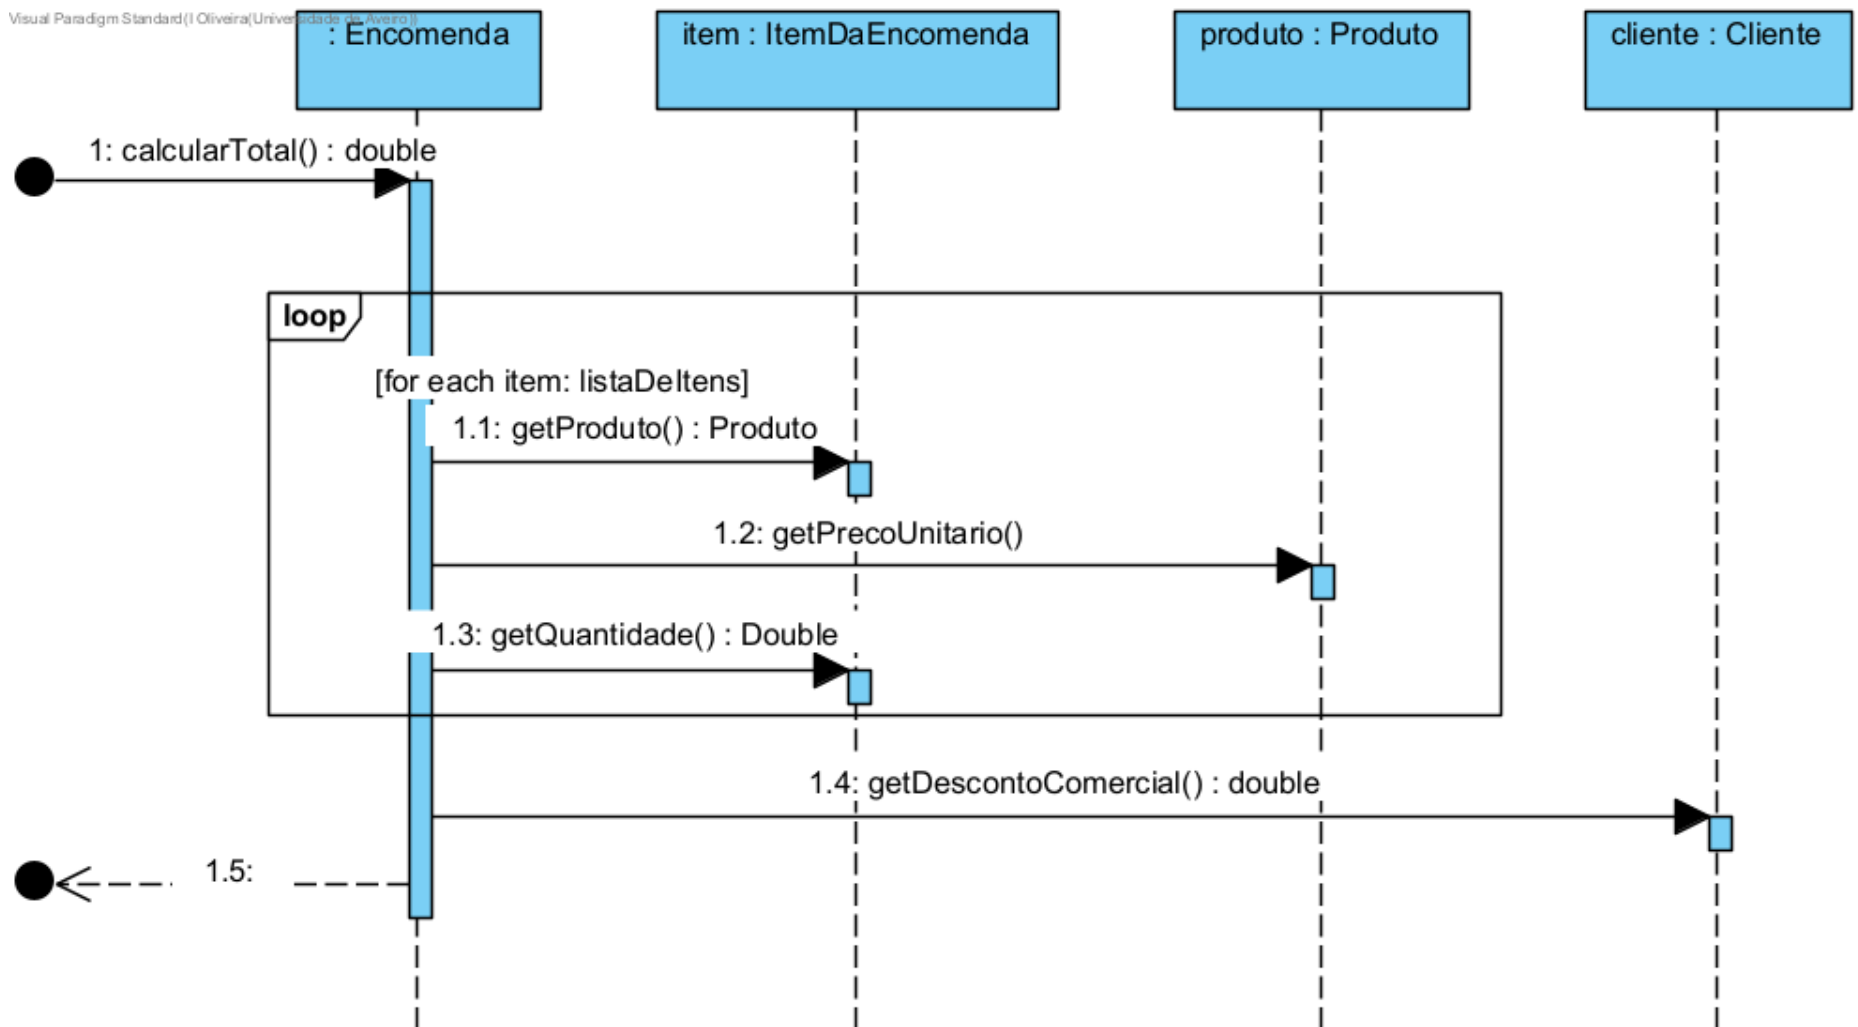 Visual Paradigm Standard(I Oliveira(Universidade de Aveiro))
: Encomenda
item : ItemDaEncomenda
produto : Produto
cliente : Cliente
1: calcularTotal() : double
loop
[for each item: listaDeItens]
1.1: getProduto() : Produto
1.2: getPrecoUnitario()
1.3: getQuantidade() : Double
1.4: getDescontoComercial() : double
1.5: